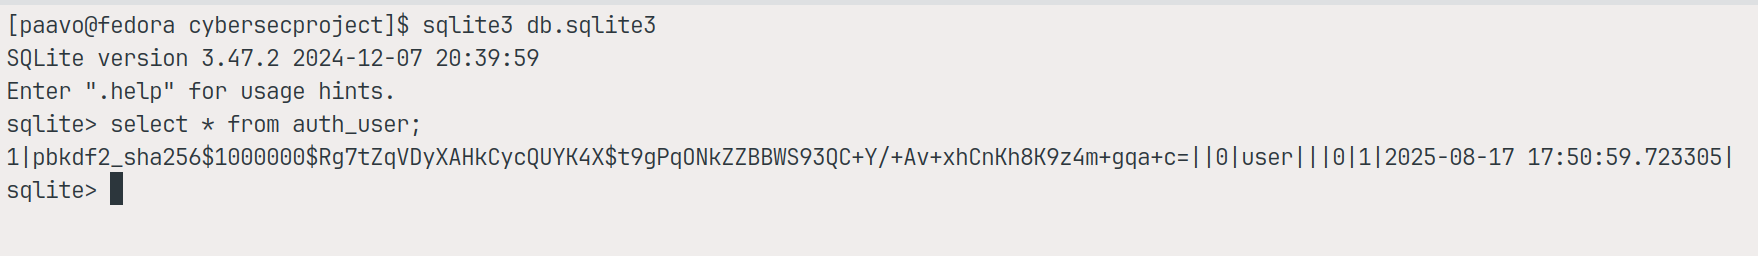 [paavo@fedora cybersecproject]$ sqlite3 db.sqlite3
SQLite version 3.47.2 2024-12-07 20:39:59
Enter ".help" for usage hints.
sqlite> select * from auth_user;
1|pbkdf2_sha256$1000000$Rg7tZqVDyXAHkCycQUYK4X$t9gPqONkZZBBWS93QC+Y/+Av+xhCnKh8K9z4m+gqa+c=||0|user|||0|1|2025-08-17 17:50:59.723305|
sqlite>